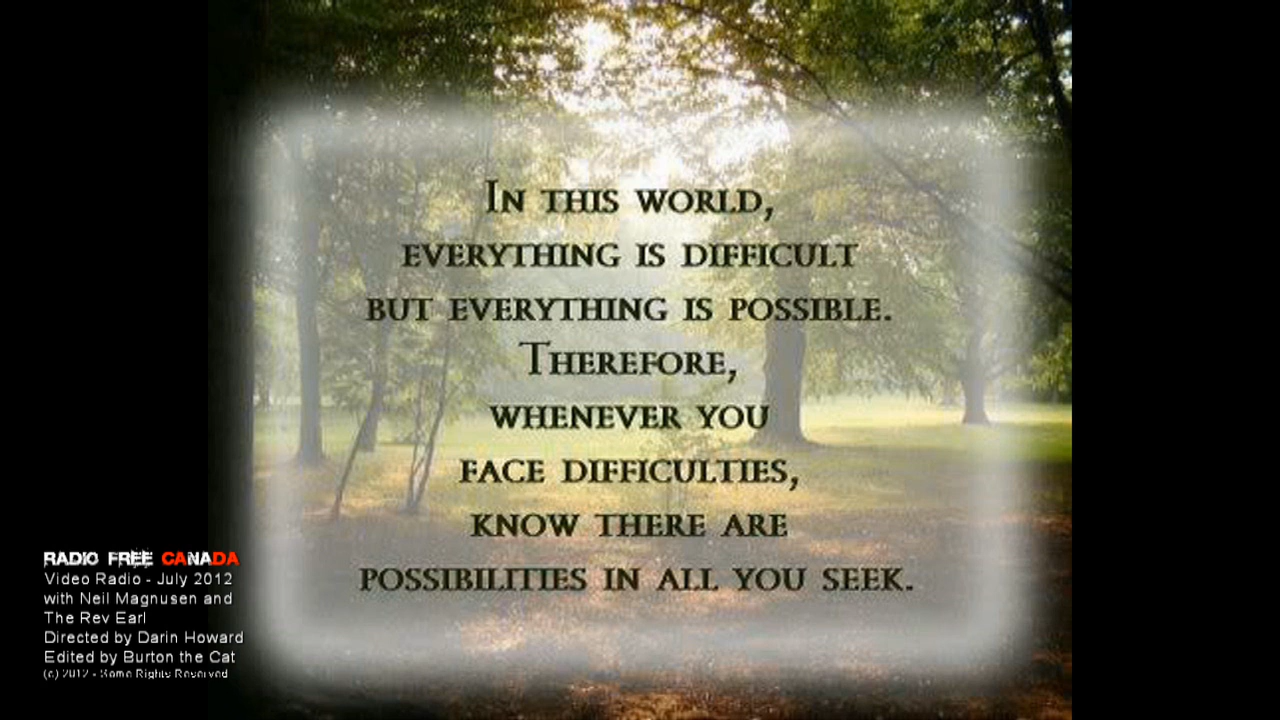 In this world,
everything is difficult
but everything is possible.
Therefore,
whenever you
face difficulties,
know there are
possibilities in all you seek.
RADIO FREE CANADA
Video Radio - July 2012
with Neil Magnusen and
The Rev Earl
Directed by Darin Howard
Edited by Burton the Cat
(c) 2012 - Some Rights Reserved